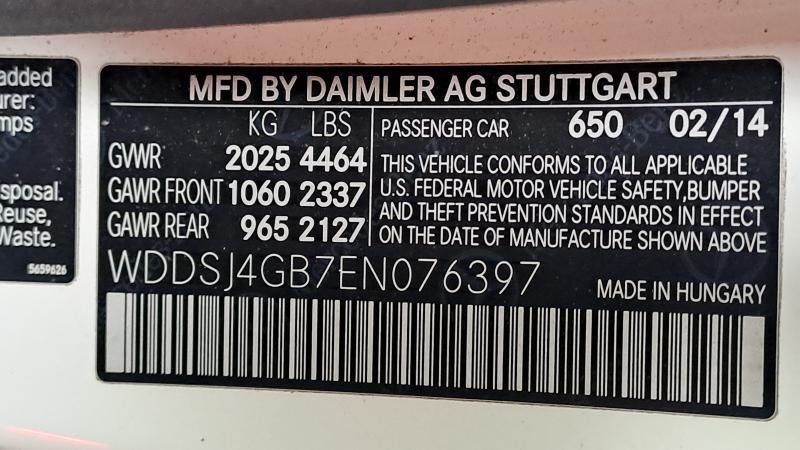 added
urer:
mps
sposal.
Reuse,
Waste.
5659626
MFD BY DAIMLER AG STUTTGART
KG LBS
GVWR 2025 4464
GAWR FRONT 1060 2337
GAWR REAR 965 2127
PASSENGER CAR 650 02/14
THIS VEHICLE CONFORMS TO ALL APPLICABLE
U.S. FEDERAL MOTOR VEHICLE SAFETY,BUMPER
AND THEFT PREVENTION STANDARDS IN EFFECT
ON THE DATE OF MANUFACTURE SHOWN ABOVE
WDDSJ4GB7EN076397
MADE IN HUNGARY